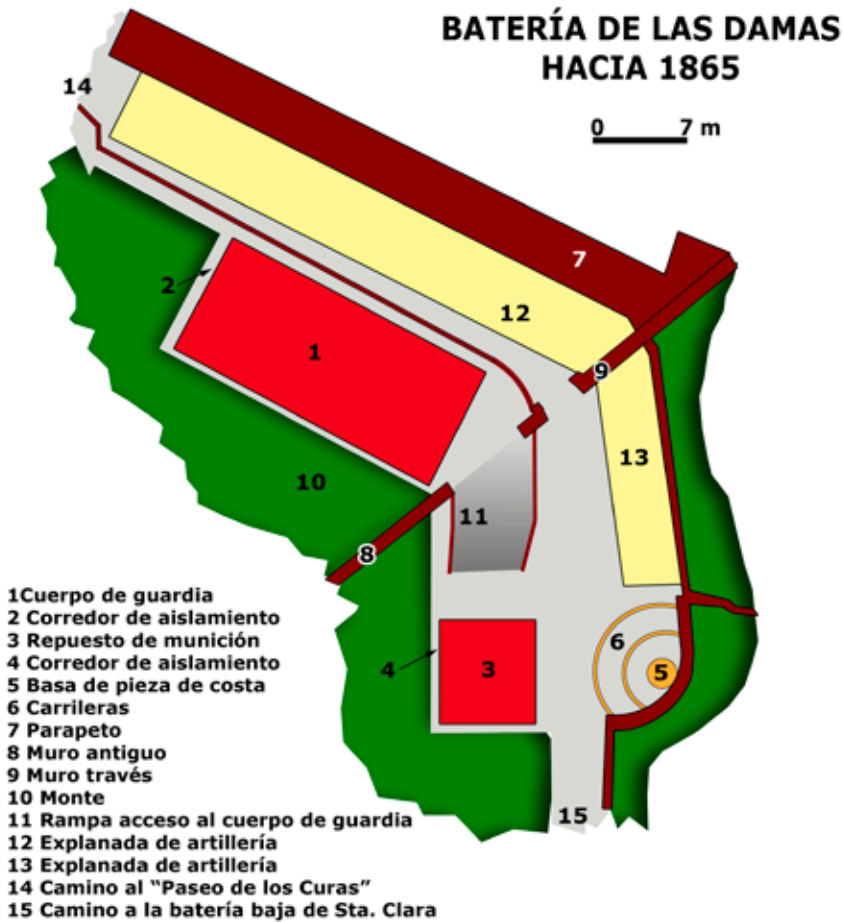 BATERÍA DE LAS DAMAS
HACIA 1865
0 7 m
14
7
2
12
1
9
13
10
11
8
6
4
3
5
15
1Cuerpo de guardia
2 Corredor de aislamiento
3 Repuesto de munición
4 Corredor de aislamiento
5 Basa de pieza de costa
6 Carrileras
7 Parapeto
8 Muro antiguo
9 Muro través
10 Monte
11 Rampa acceso al cuerpo de guardia
12 Explanada de artillería
13 Explanada de artillería
14 Camino al “Paseo de los Curas”
15 Camino a la batería baja de Sta. Clara